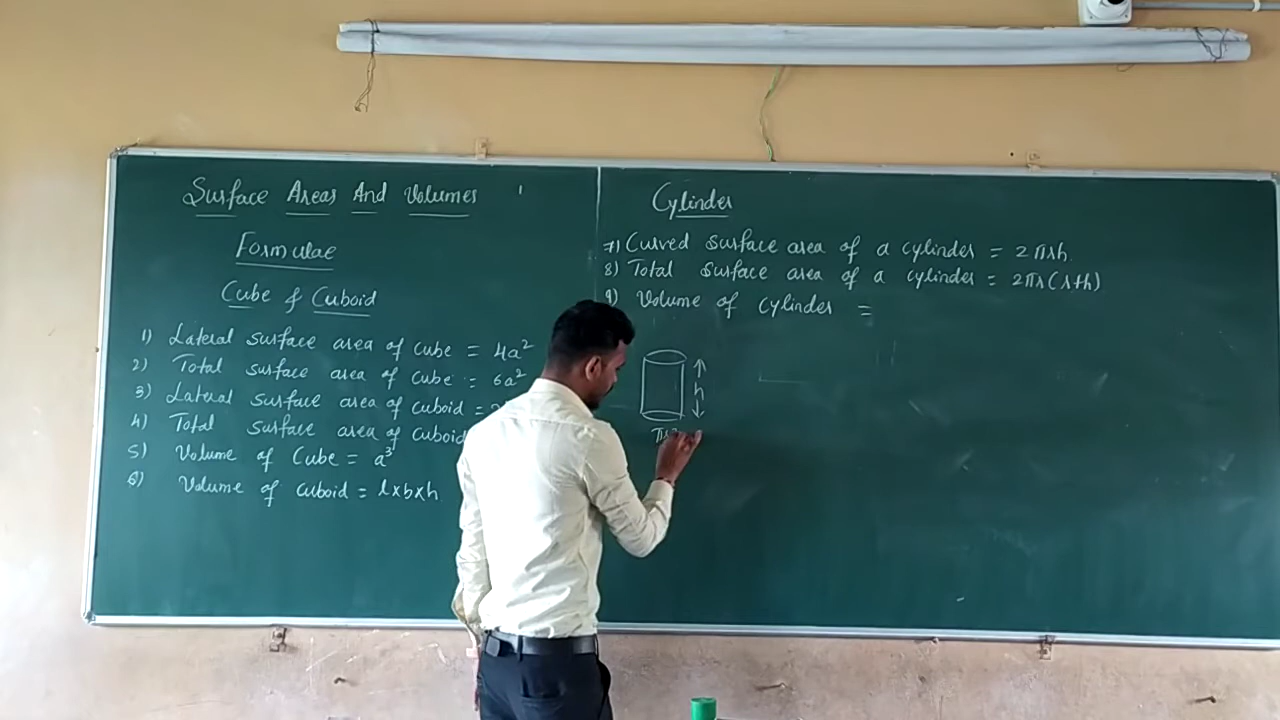 Surface Areas And Volumes
Formulae
Cube & Cuboid
1) Lateral surface area of cube = 4a²
2) Total surface area of cube = 6a²
3) Lateral surface area of cuboid =
4) Total surface area of cuboid
5) Volume of Cube = a³
6) Volume of cuboid = l×b×h
Cylinder
7) Curved surface area of a cylinder = 2πrh
8) Total surface area of a cylinder = 2πr(r+h)
9) Volume of cylinder =
h
πr²